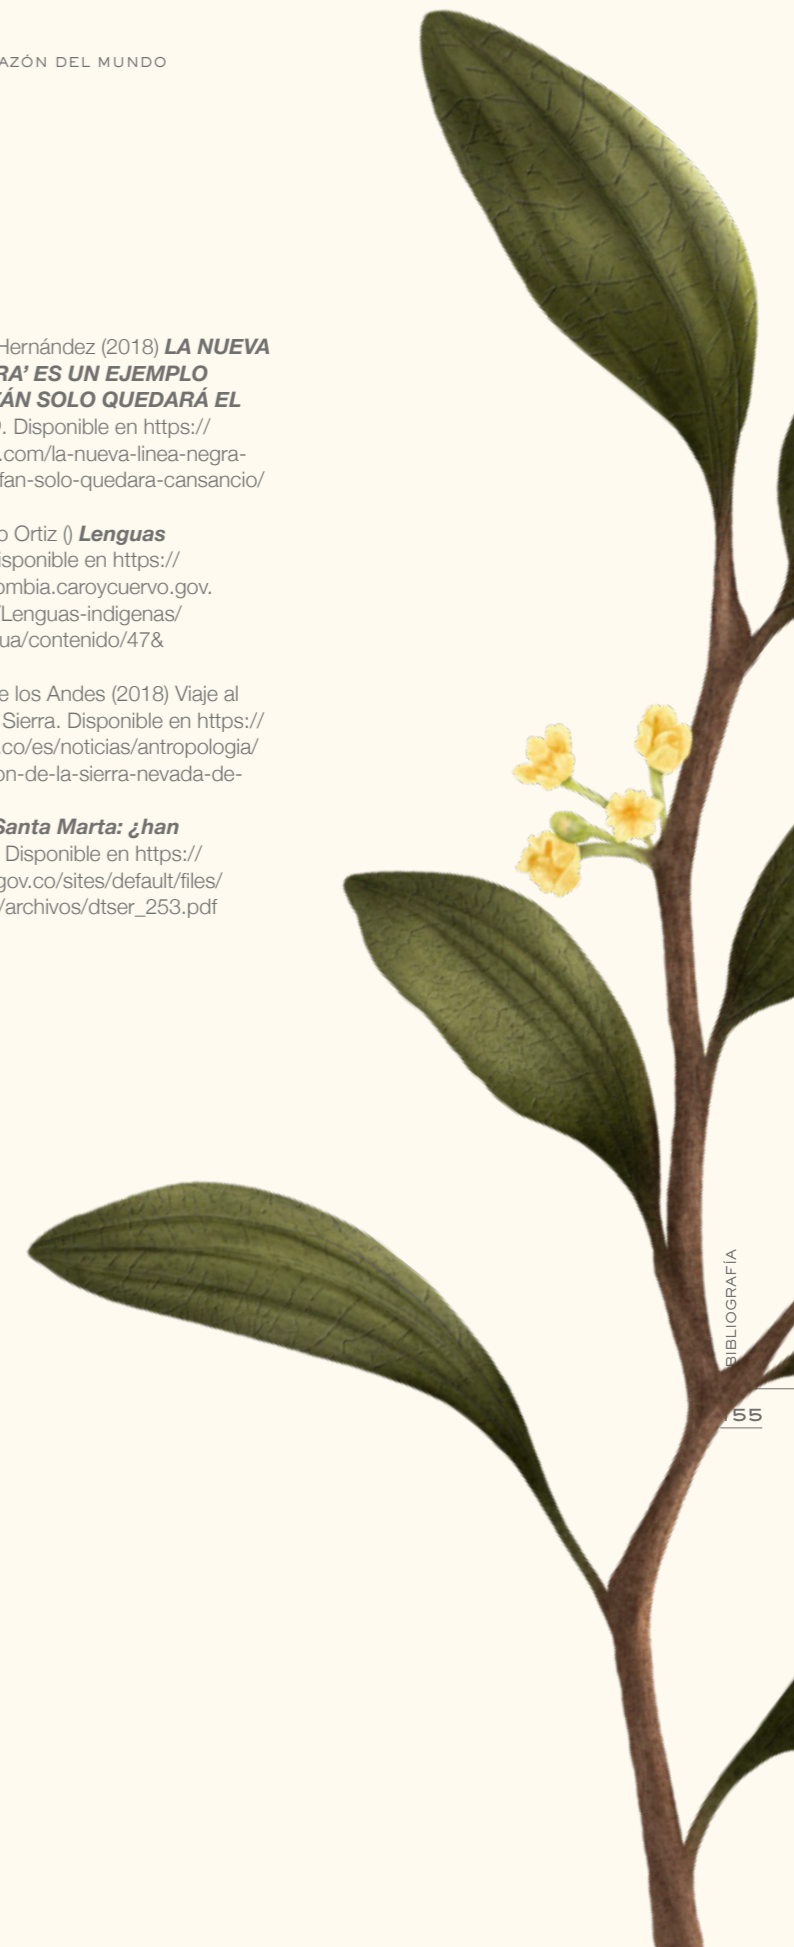 AZÓN DEL MUNDO
Hernández (2018) LA NUEVA
RA’ ES UN EJEMPLO
ÁN SOLO QUEDARÁ EL
. Disponible en https://
.com/la-nueva-linea-negra-
fan-solo-quedara-cansancio/
o Ortiz () Lenguas
isponible en https://
ombia.caroycuervo.gov.
/Lenguas-indigenas/
ua/contenido/47&
e los Andes (2018) Viaje al
Sierra. Disponible en https://
.co/es/noticias/antropologia/
on-de-la-sierra-nevada-de-
Santa Marta: ¿han
Disponible en https://
gov.co/sites/default/files/
/archivos/dtser_253.pdf
BIBLIOGRAFÍA
55